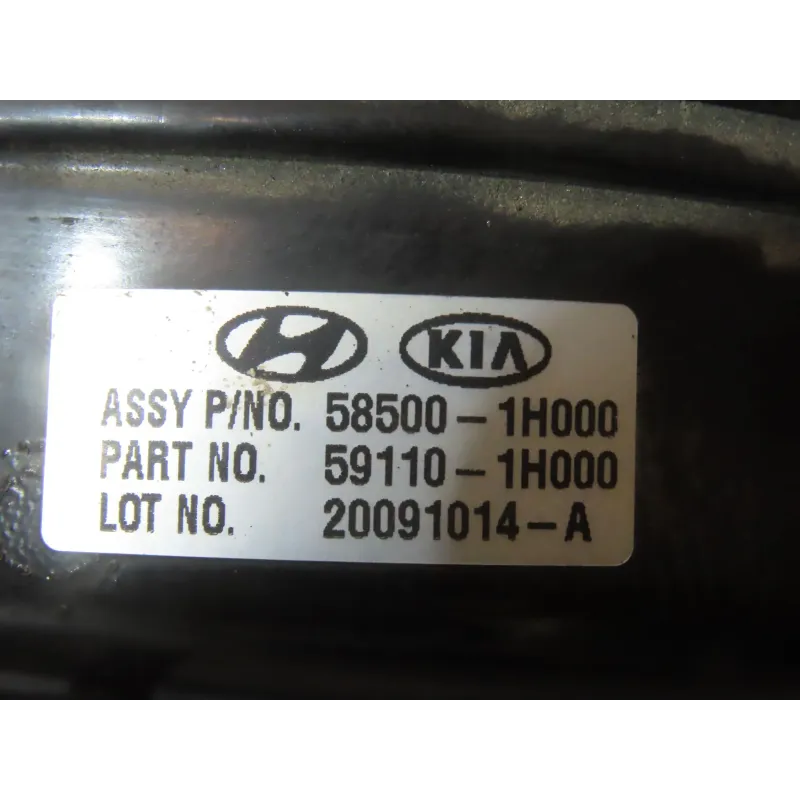 KIA
ASSY P/NO. 58500-1H000
PART NO. 59110-1H000
LOT NO. 20091014-A